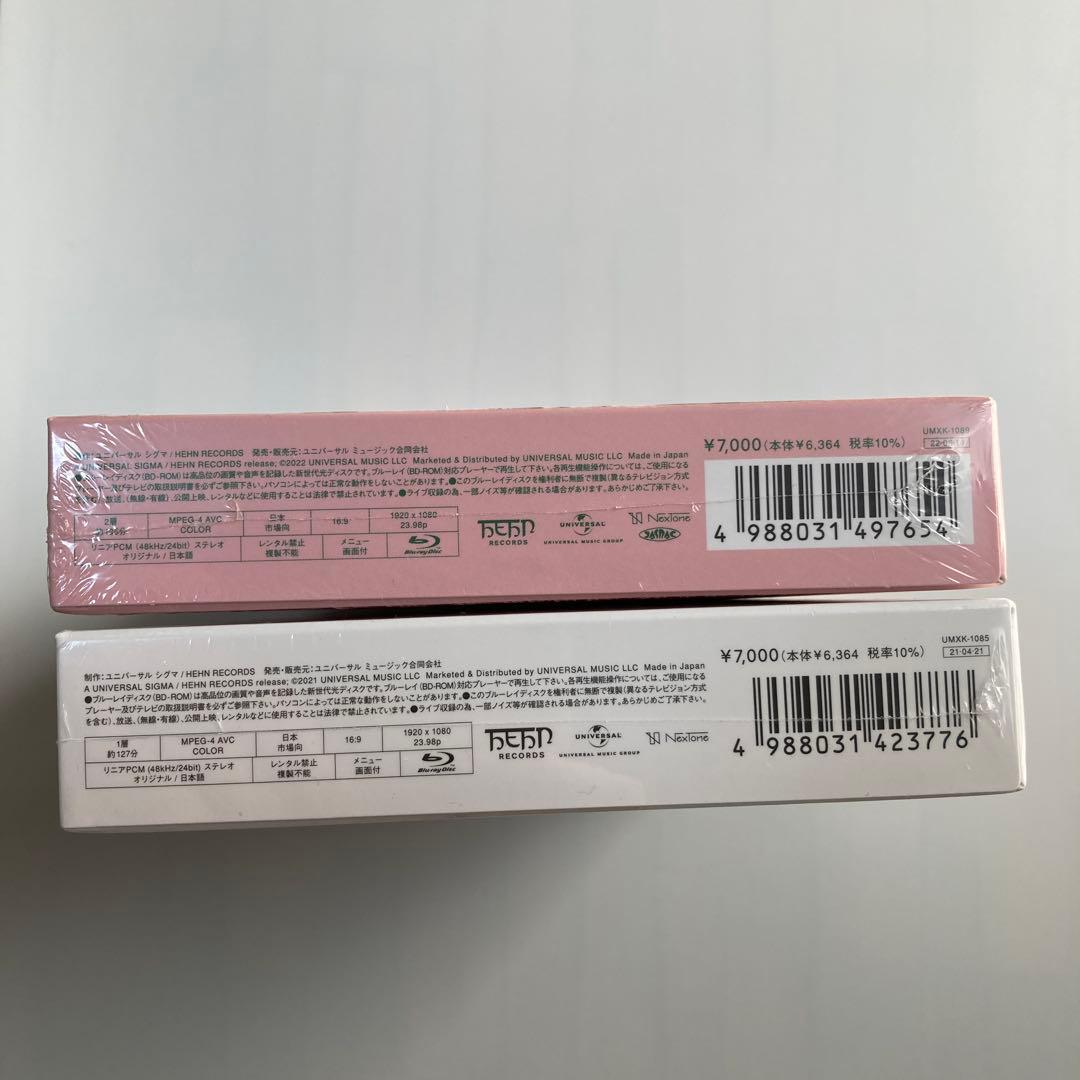 ¥7,000(本体¥6,364 税率10%)
UMXK-1089
作:ユニバーサル シグマ / HEHN RECORDS 発売・販売元:ユニバーサル ミュージック合同会社
UNIVERSAL SIGMA / HEHN RECORDS release; ©2022 UNIVERSAL MUSIC LLC Marketed & Distributed by UNIVERSAL MUSIC LLC Made in Japan
●ブルーレイディスク(BD-ROM)は高品位の画質や音声を記録した新世代光ディスクです。ブルーレイ(BD-ROM)対応プレーヤーで再生して下さい。各再生機能操作については、ご使用になる
プレーヤー及びテレビの取扱説明書を必ずご参照下さい。パソコンによっては正常な動作をしないことがあります。●このブルーレイディスクを権利者に無断で複製(異なるテレビジョン方式
を含む)、放送、(無線・有線)、公開上映、レンタルなどに使用することは法律で禁止されています。●ライブ収録の為、一部ノイズ等が確認される場合があります。あらかじめご了承下さい。
2層
MPEG-4 AVC
COLOR
日本
市場向
16:9
1920 x 1080
23.98p
リニアPCM (48kHz/24bit) ステレオ
オリジナル / 日本語
レンタル禁止
複製不能
メニュー
画面付
Blu-ray Disc
HEHN
RECORDS
UNIVERSAL
UNIVERSAL MUSIC GROUP
NexTone
JASRAC
4 988031 497654
¥7,000(本体¥6,364 税率10%)
UMXK-1085
21・04・21
制作:ユニバーサル シグマ / HEHN RECORDS 発売・販売元:ユニバーサル ミュージック合同会社
A UNIVERSAL SIGMA / HEHN RECORDS release; ©2021 UNIVERSAL MUSIC LLC Marketed & Distributed by UNIVERSAL MUSIC LLC Made in Japan
●ブルーレイディスク(BD-ROM)は高品位の画質や音声を記録した新世代光ディスクです。ブルーレイ(BD-ROM)対応プレーヤーで再生して下さい。各再生機能操作については、ご使用になる
プレーヤー及びテレビの取扱説明書を必ずご参照下さい。パソコンによっては正常な動作をしないことがあります。●このブルーレイディスクを権利者に無断で複製(異なるテレビジョン方式
を含む)、放送、(無線・有線)、公開上映、レンタルなどに使用することは法律で禁止されています。●ライブ収録の為、一部ノイズ等が確認される場合があります。あらかじめご了承下さい。
1層
約127分
MPEG-4 AVC
COLOR
日本
市場向
16:9
1920 x 1080
23.98p
リニアPCM (48kHz/24bit) ステレオ
オリジナル / 日本語
レンタル禁止
複製不能
メニュー
画面付
Blu-ray Disc
HEHN
RECORDS
UNIVERSAL
UNIVERSAL MUSIC GROUP
NexTone
4 988031 423776